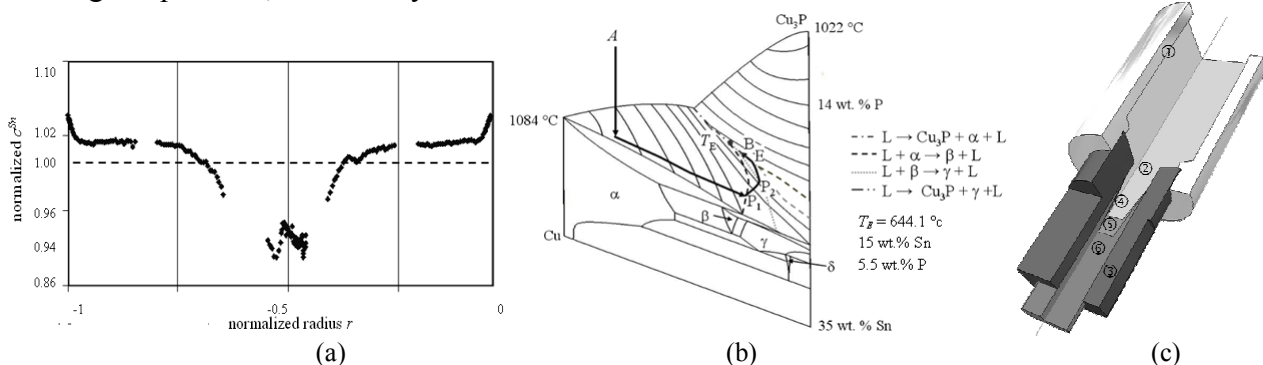 1.10
1.02
1.00
0.96
0.94
0.86
normalized c^Sn
-1
-0.5
0
normalized radius r
(a)
Cu₃P
1022 °C
A
14 wt. % P
1084 °C
T_E
B
E
P₂
P₁
α
β
γ
δ
Cu
35 wt. % Sn
L → Cu₃P + α + L
L + α → β + L
L + β → γ + L
L → Cu₃P + γ +L
T_E = 644.1 °c
15 wt.% Sn
5.5 wt.% P
(b)
①
②
④
⑤
⑥
③
(c)